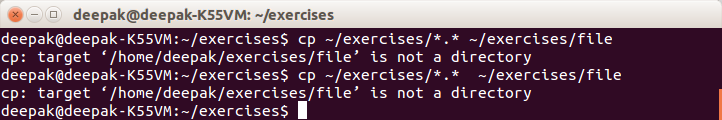 deepak@deepak-K55VM: ~/exercises
deepak@deepak-K55VM:~/exercises$ cp ~/exercises/*.* ~/exercises/file
cp: target ‘/home/deepak/exercises/file’ is not a directory
deepak@deepak-K55VM:~/exercises$ cp ~/exercises/*.*  ~/exercises/file
cp: target ‘/home/deepak/exercises/file’ is not a directory
deepak@deepak-K55VM:~/exercises$